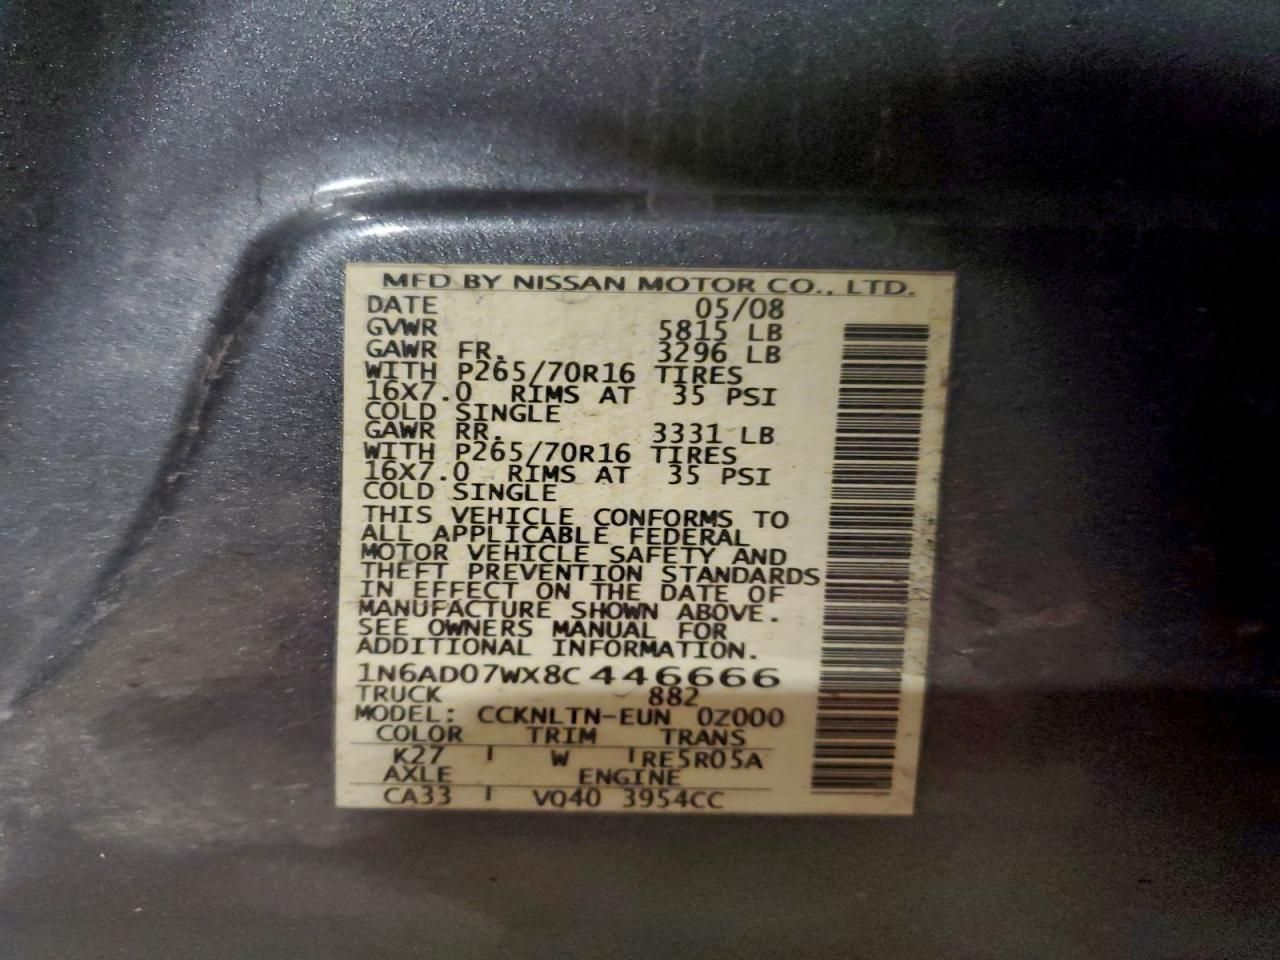 MFD BY NISSAN MOTOR CO., LTD.
DATE 05/08
GVWR 5815 LB
GAWR FR. 3296 LB
WITH P265/70R16 TIRES
16X7.0 RIMS AT 35 PSI
COLD SINGLE
GAWR RR. 3331 LB
WITH P265/70R16 TIRES
16X7.0 RIMS AT 35 PSI
COLD SINGLE
THIS VEHICLE CONFORMS TO
ALL APPLICABLE FEDERAL
MOTOR VEHICLE SAFETY AND
THEFT PREVENTION STANDARDS
IN EFFECT ON THE DATE OF
MANUFACTURE SHOWN ABOVE.
SEE OWNERS MANUAL FOR
ADDITIONAL INFORMATION.
1N6AD07WX8C446666
TRUCK 882
MODEL: CCKNLTN-EUN 0Z000
COLOR TRIM TRANS
K27 W RE5R05A
AXLE ENGINE
CA33 VQ40 3954CC